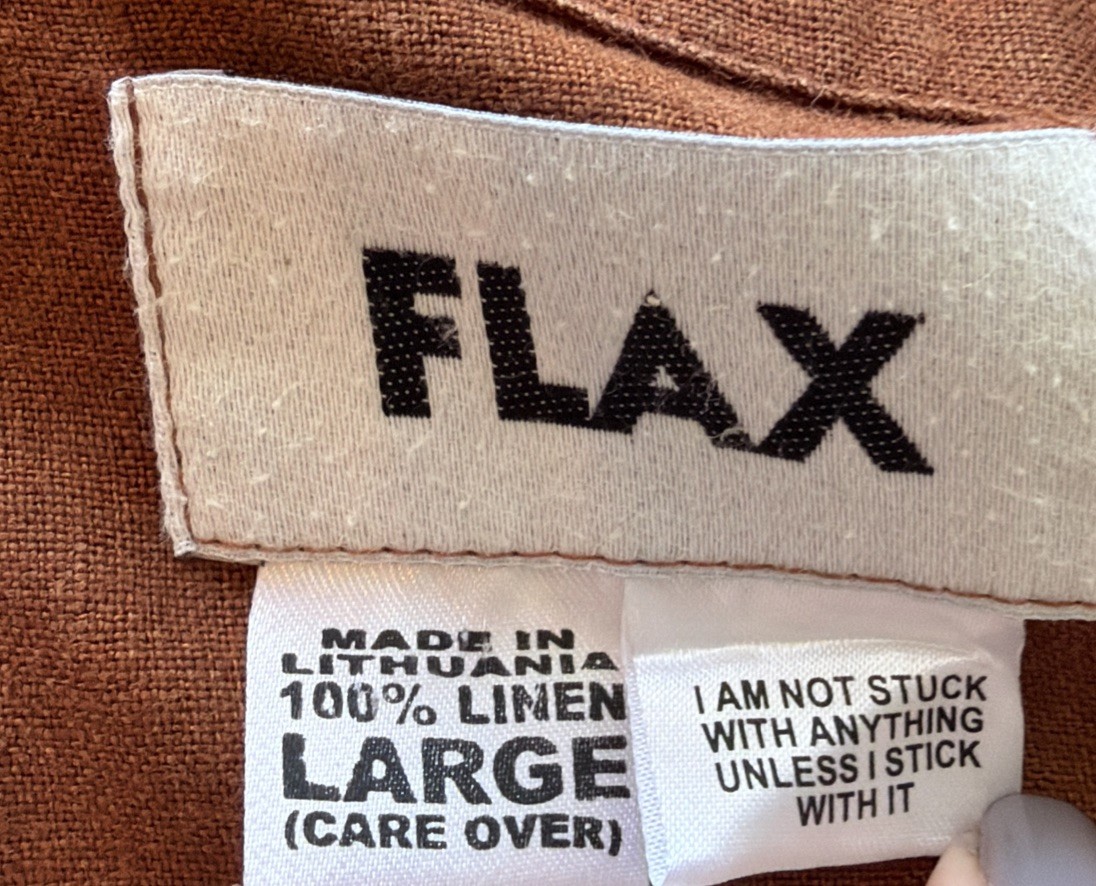 FLAX
MADE IN
LITHUANIA
100% LINEN
LARGE
(CARE OVER)
I AM NOT STUCK
WITH ANYTHING
UNLESS I STICK
WITH IT